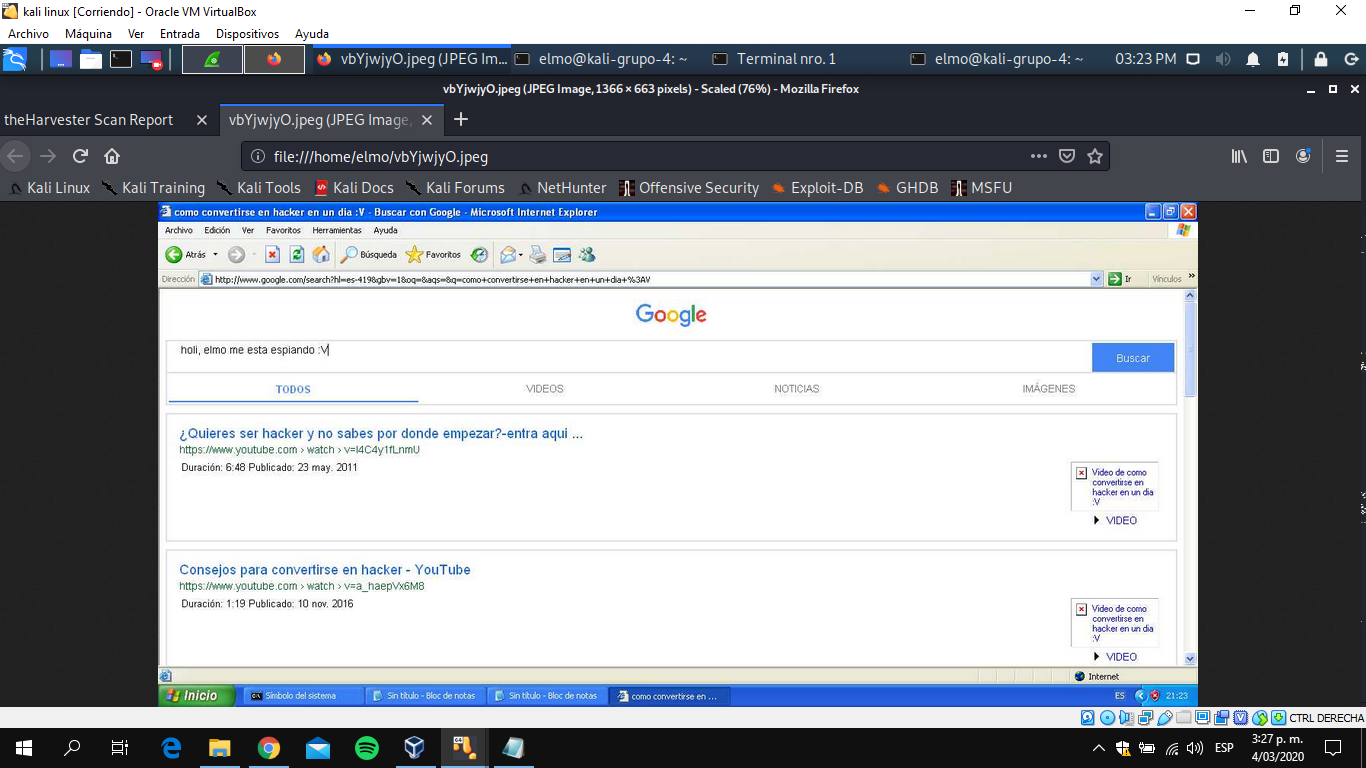 kali linux [Corriendo] - Oracle VM VirtualBox
Archivo Máquina Ver Entrada Dispositivos Ayuda
vbYjwjyO.jpeg (JPEG Im... elmo@kali-grupo-4: ~ Terminal nro. 1 elmo@kali-grupo-4: ~ 03:23 PM
vbYjwjyO.jpeg (JPEG Image, 1366 × 663 pixels) - Scaled (76%) - Mozilla Firefox
theHarvester Scan Report vbYjwjyO.jpeg (JPEG Image,
file:///home/elmo/vbYjwjyO.jpeg
Kali Linux Kali Training Kali Tools Kali Docs Kali Forums NetHunter Offensive Security Exploit-DB GHDB MSFU
como convertirse en hacker en un dia :V - Buscar con Google - Microsoft Internet Explorer
Archivo Edición Ver Favoritos Herramientas Ayuda
Atrás Búsqueda Favoritos
Dirección http://www.google.com/search?hl=es-419&gbv=1&oq=&aqs=&q=como+convertirse+en+hacker+en+un+dia+%3AV Ir Vínculos »
Google
holi, elmo me esta espiando :V Buscar
TODOS VIDEOS NOTICIAS IMÁGENES
¿Quieres ser hacker y no sabes por donde empezar?-entra aqui ...
https://www.youtube.com › watch › v=I4C4y1fLnmU
Duración: 6:48 Publicado: 23 may. 2011
Video de como
convertirse en
hacker en un dia
:V
VIDEO
Consejos para convertirse en hacker - YouTube
https://www.youtube.com › watch › v=a_haepVx6M8
Duración: 1:19 Publicado: 10 nov. 2016
Video de como
convertirse en
hacker en un dia
:V
VIDEO
Internet
Inicio Símbolo del sistema Sin título - Bloc de notas Sin título - Bloc de notas como convertirse en ... ES 21:23
CTRL DERECHA
64
ESP 3:27 p. m.
4/03/2020